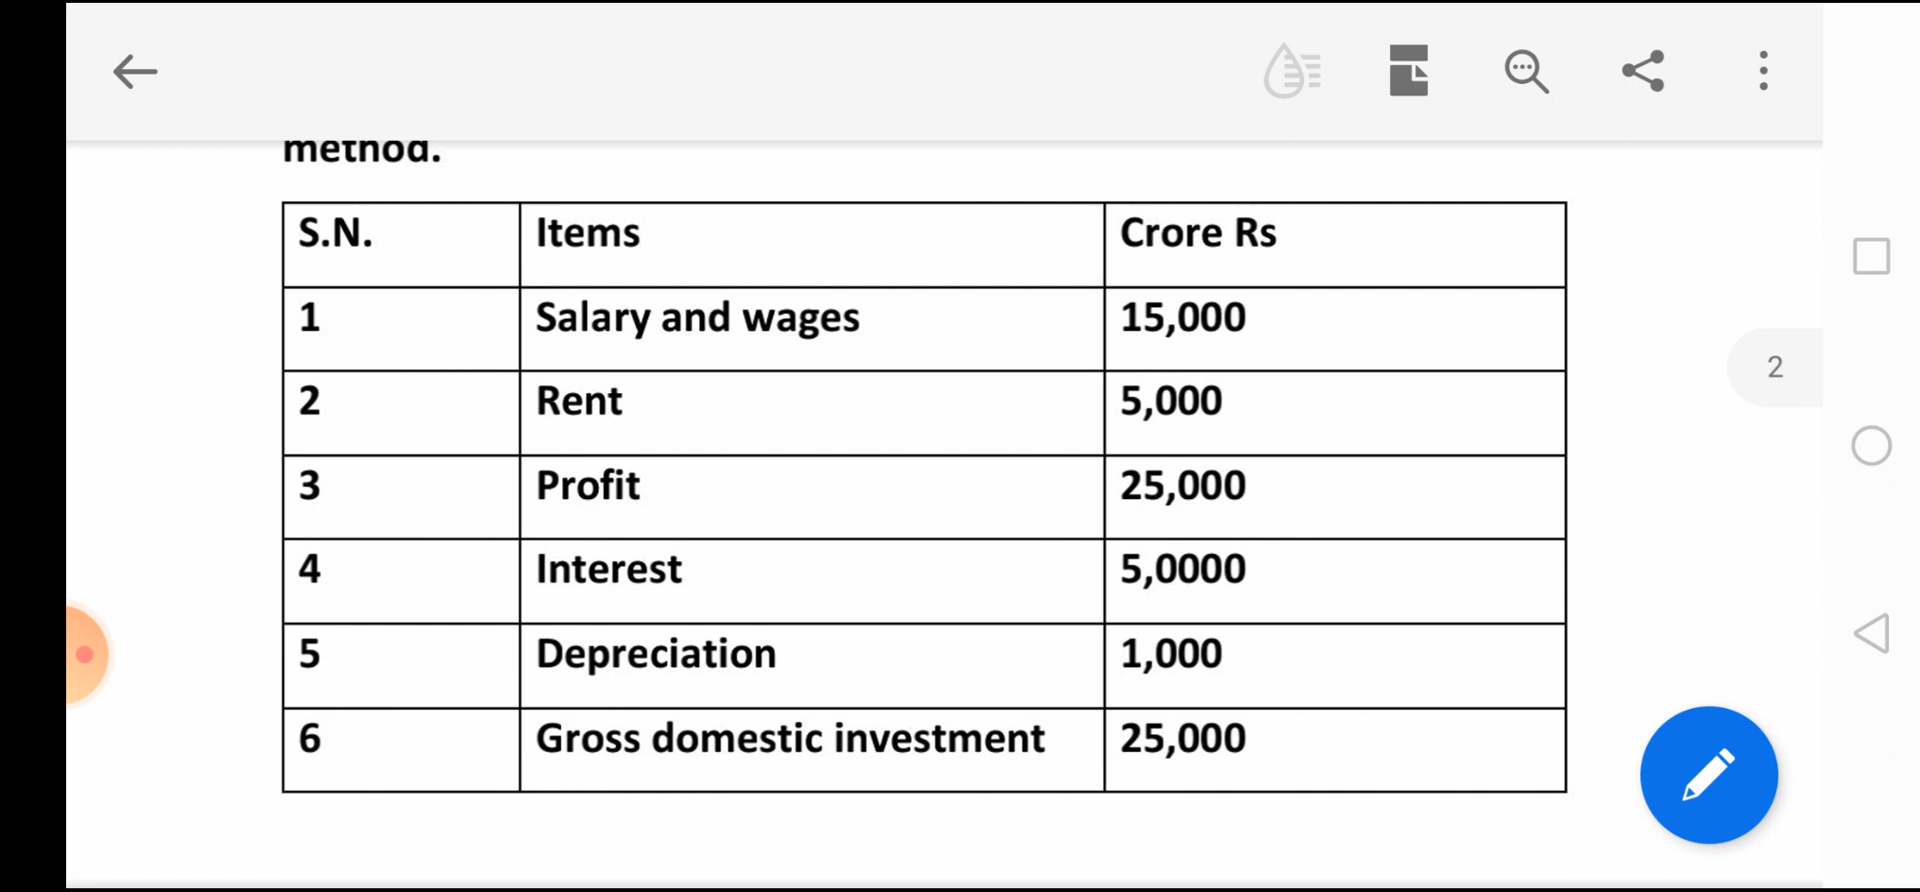 method.
S.N. Items Crore Rs
1 Salary and wages 15,000
2 Rent 5,000
3 Profit 25,000
4 Interest 5,0000
5 Depreciation 1,000
6 Gross domestic investment 25,000
2